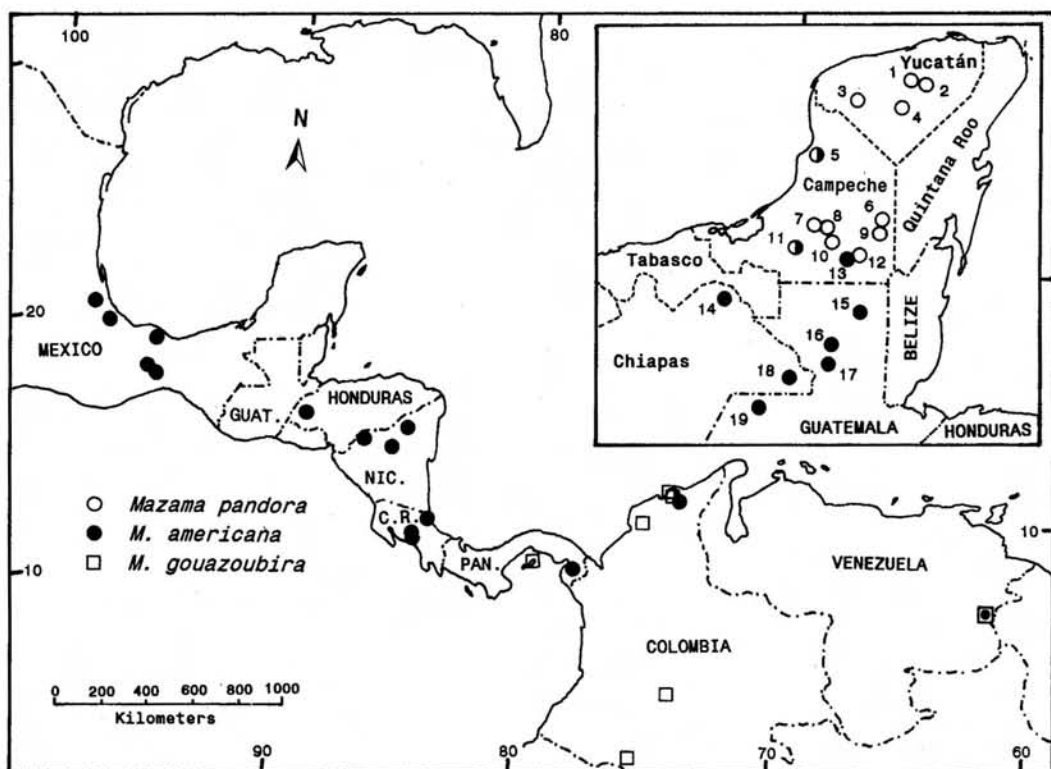 100
80
N
20
10
MEXICO
GUAT.
HONDURAS
NIC.
C.R.
PAN.
COLOMBIA
VENEZUELA
10
Mazama pandora
M. americana
M. gouazoubira
0 200 400 600 800 1000
Kilometers
90
80
70
60
Yucatán
1
2
3
4
5
Campeche
Quintana Roo
6
7
8
9
10
11
12
13
Tabasco
14
15
BELIZE
16
Chiapas
17
18
19
GUATEMALA
HONDURAS